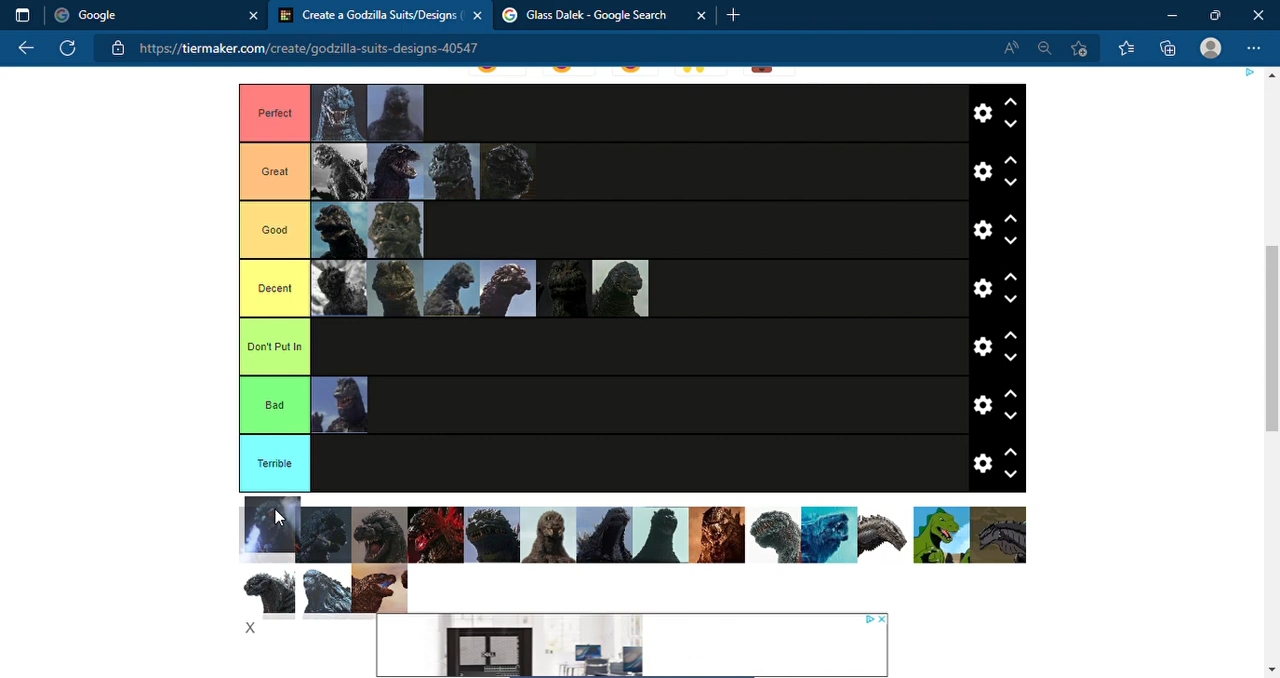 Google
Create a Godzilla Suits/Designs (
Glass Dalek - Google Search
https://tiermaker.com/create/godzilla-suits-designs-40547
Perfect
Great
Good
Decent
Don't Put In
Bad
Terrible
X